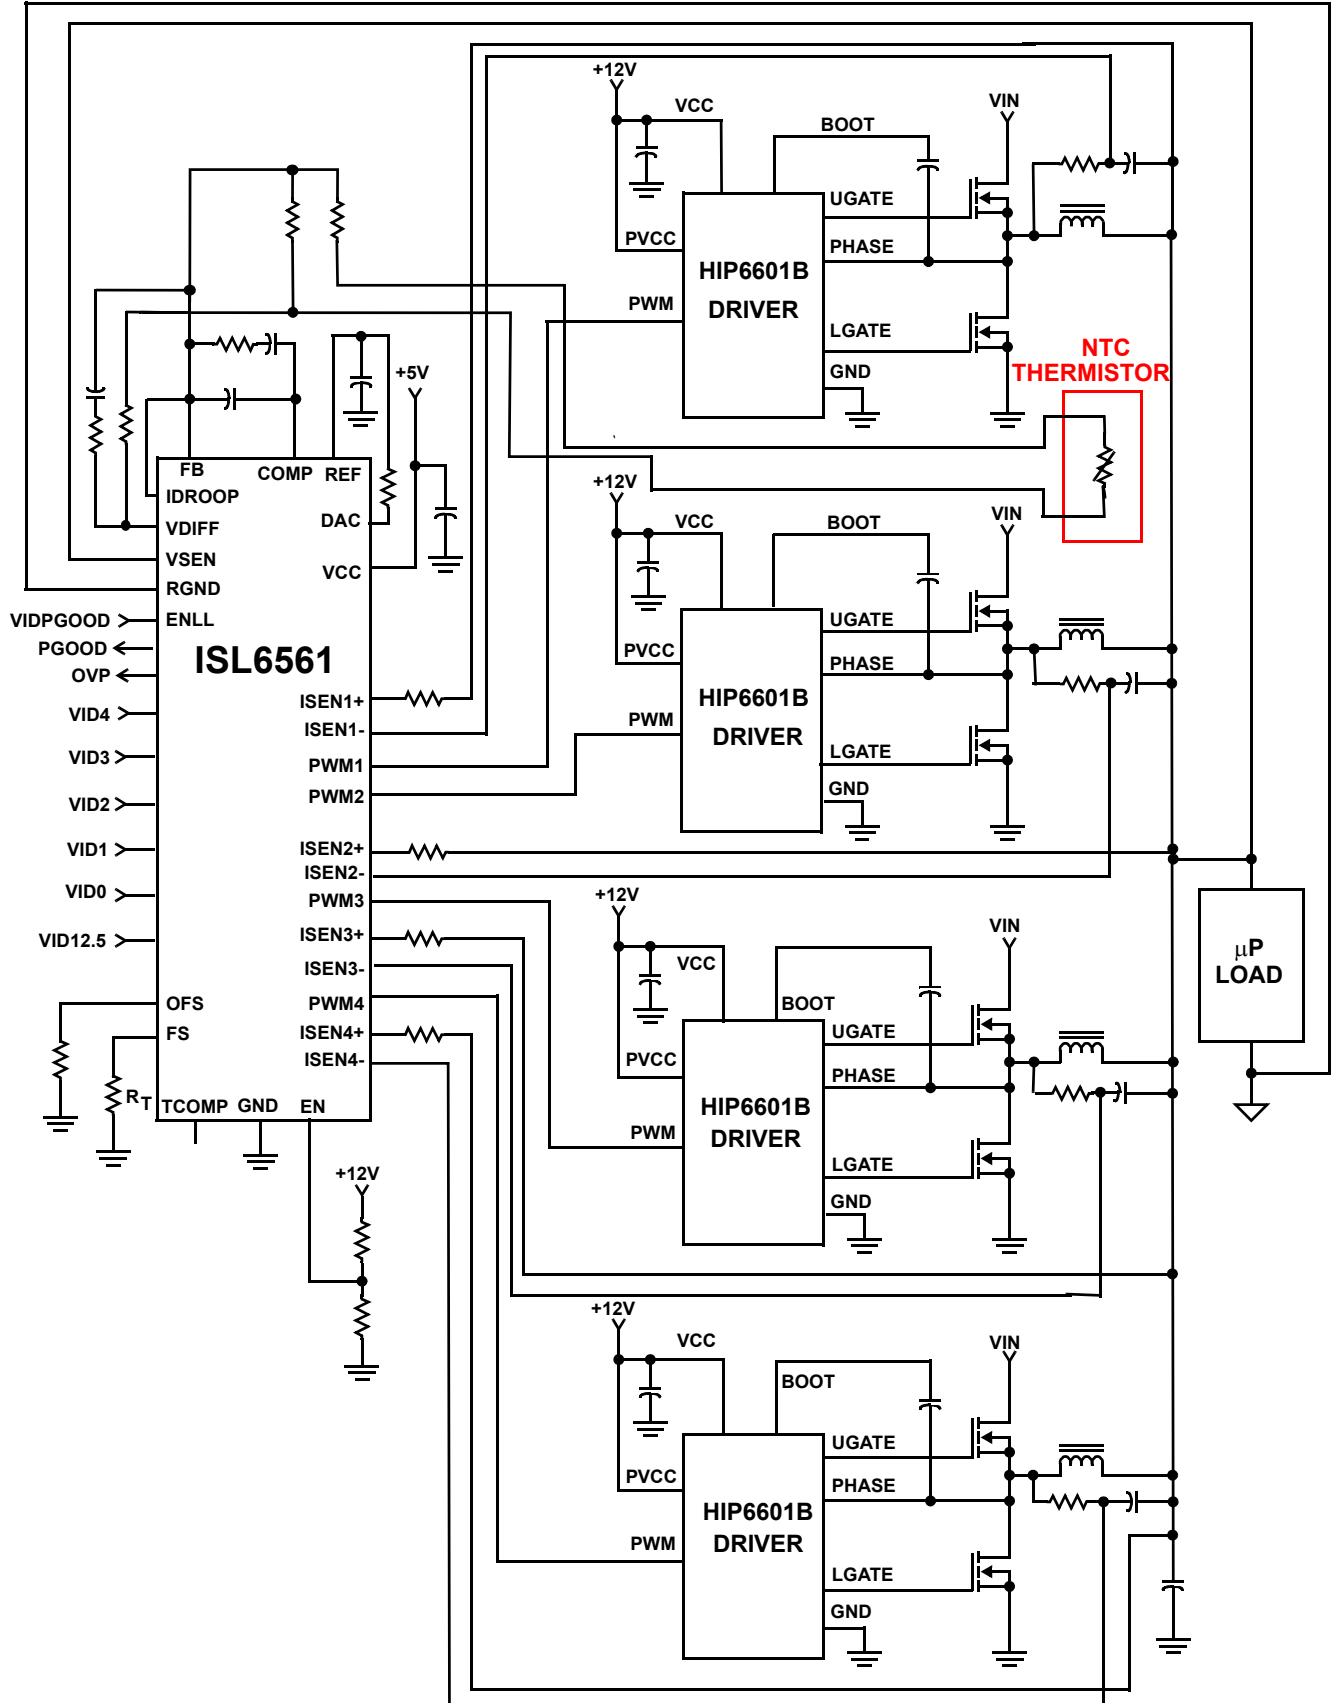 +12V
VCC
BOOT
VIN
UGATE
PVCC
PHASE
HIP6601B
DRIVER
PWM
LGATE
GND
NTC
THERMISTOR
+5V
FB
COMP
REF
IDROOP
VDIFF
DAC
VSEN
VCC
RGND
VIDPGOOD
ENLL
PGOOD
OVP
ISL6561
VID4
VID3
VID2
VID1
VID0
VID12.5
ISEN1+
ISEN1-
PWM1
PWM2
ISEN2+
ISEN2-
PWM3
ISEN3+
ISEN3-
PWM4
ISEN4+
ISEN4-
OFS
FS
RT
TCOMP
GND
EN
+12V
+12V
VCC
BOOT
VIN
UGATE
PVCC
PHASE
HIP6601B
DRIVER
PWM
LGATE
GND
+12V
VCC
BOOT
VIN
UGATE
PVCC
PHASE
HIP6601B
DRIVER
PWM
LGATE
GND
μP
LOAD
+12V
VCC
BOOT
VIN
UGATE
PVCC
PHASE
HIP6601B
DRIVER
PWM
LGATE
GND